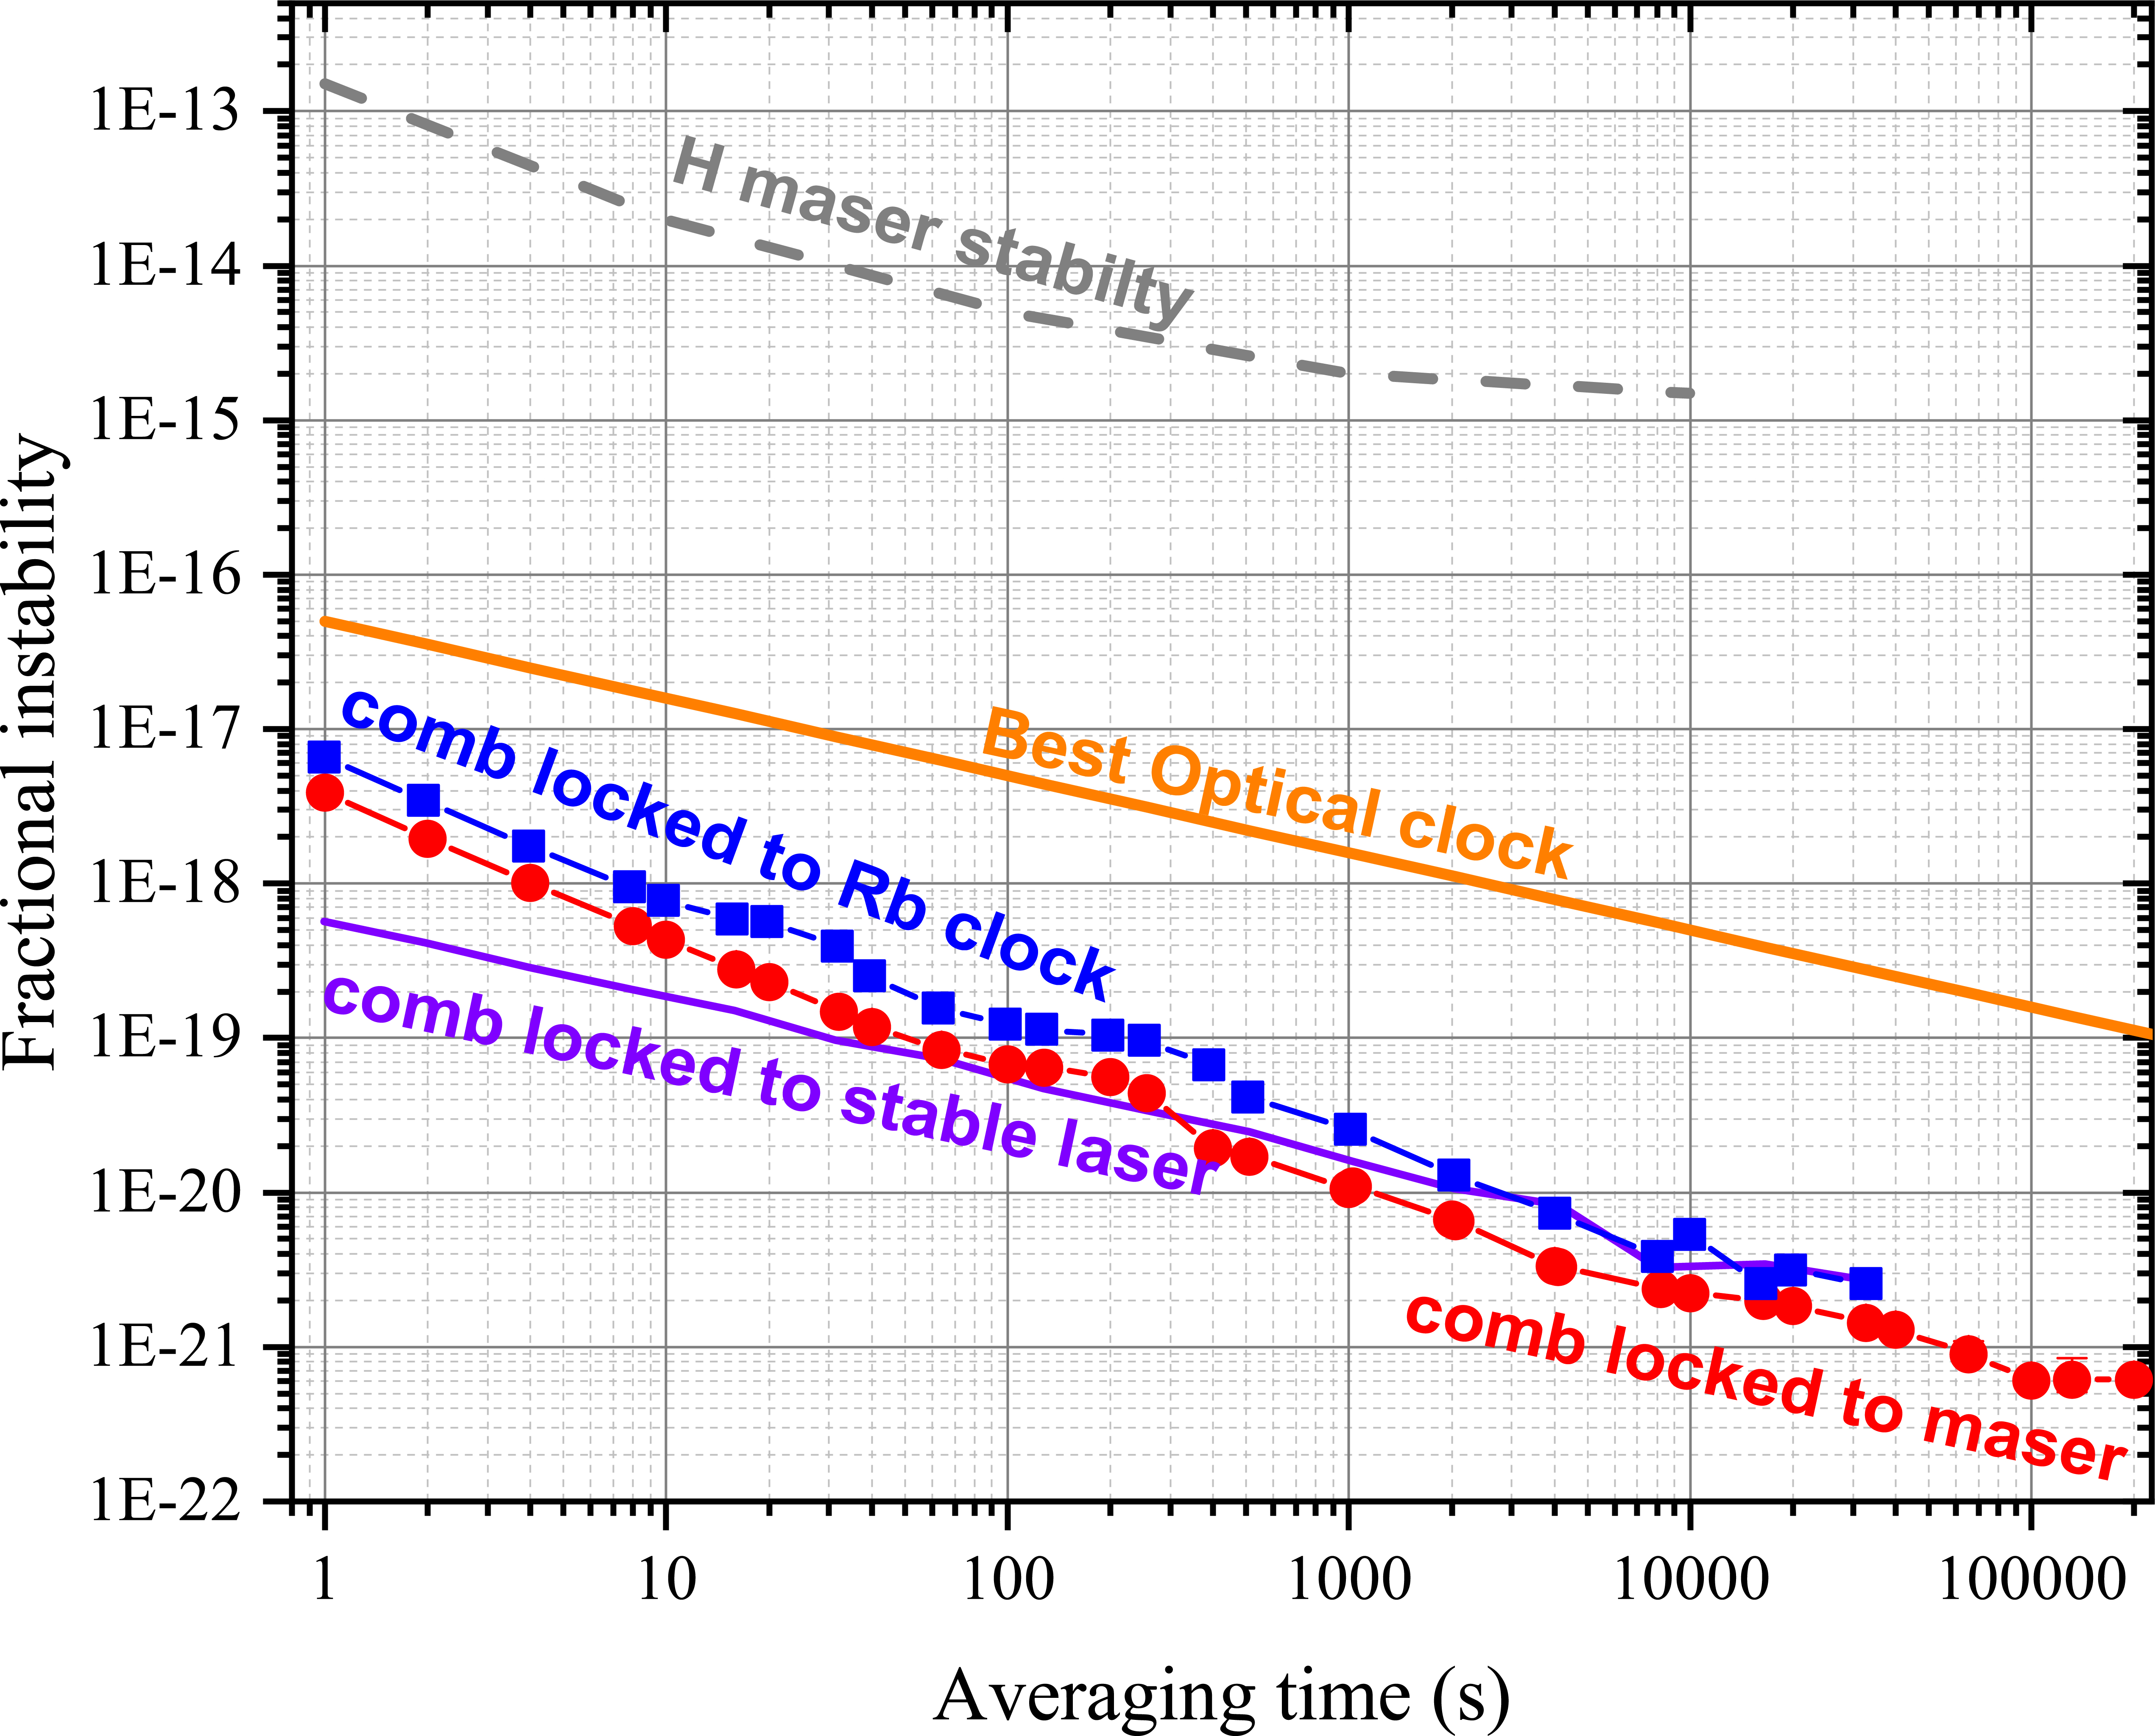 Fractional instability
1E-13
1E-14
1E-15
1E-16
1E-17
1E-18
1E-19
1E-20
1E-21
1E-22
H maser stabilty
Best Optical clock
comb locked to Rb clock
comb locked to stable laser
comb locked to maser
1
10
100
1000
10000
100000
Averaging time (s)